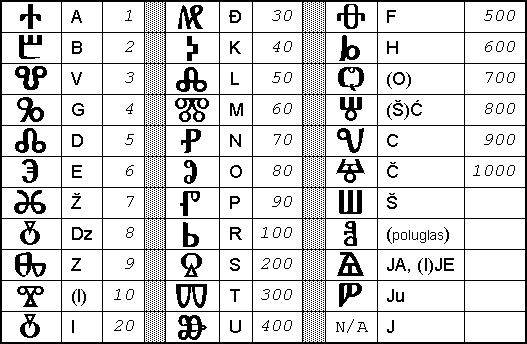 Ⰰ A 1 Ⰼ Đ 30 Ⱇ F 500
Ⰱ B 2 Ⰽ K 40 Ⱈ H 600
Ⰲ V 3 Ⰾ L 50 Ⱉ (O) 700
Ⰳ G 4 Ⰿ M 60 Ⱋ (Š)Ć 800
Ⰴ D 5 Ⱀ N 70 Ⱌ C 900
Ⰵ E 6 Ⱁ O 80 Ⱍ Č 1000
Ⰶ Ž 7 Ⱂ P 90 Ⱎ Š
Dz 8 Ⱃ R 100 Ⱏ (poluglas)
Ⰸ Z 9 Ⱄ S 200 Ⱑ JA, (I)JE
Ⰺ (I) 10 Ⱅ T 300 Ⱓ Ju
Ⰹ I 20 Ⱆ U 400 N/A J